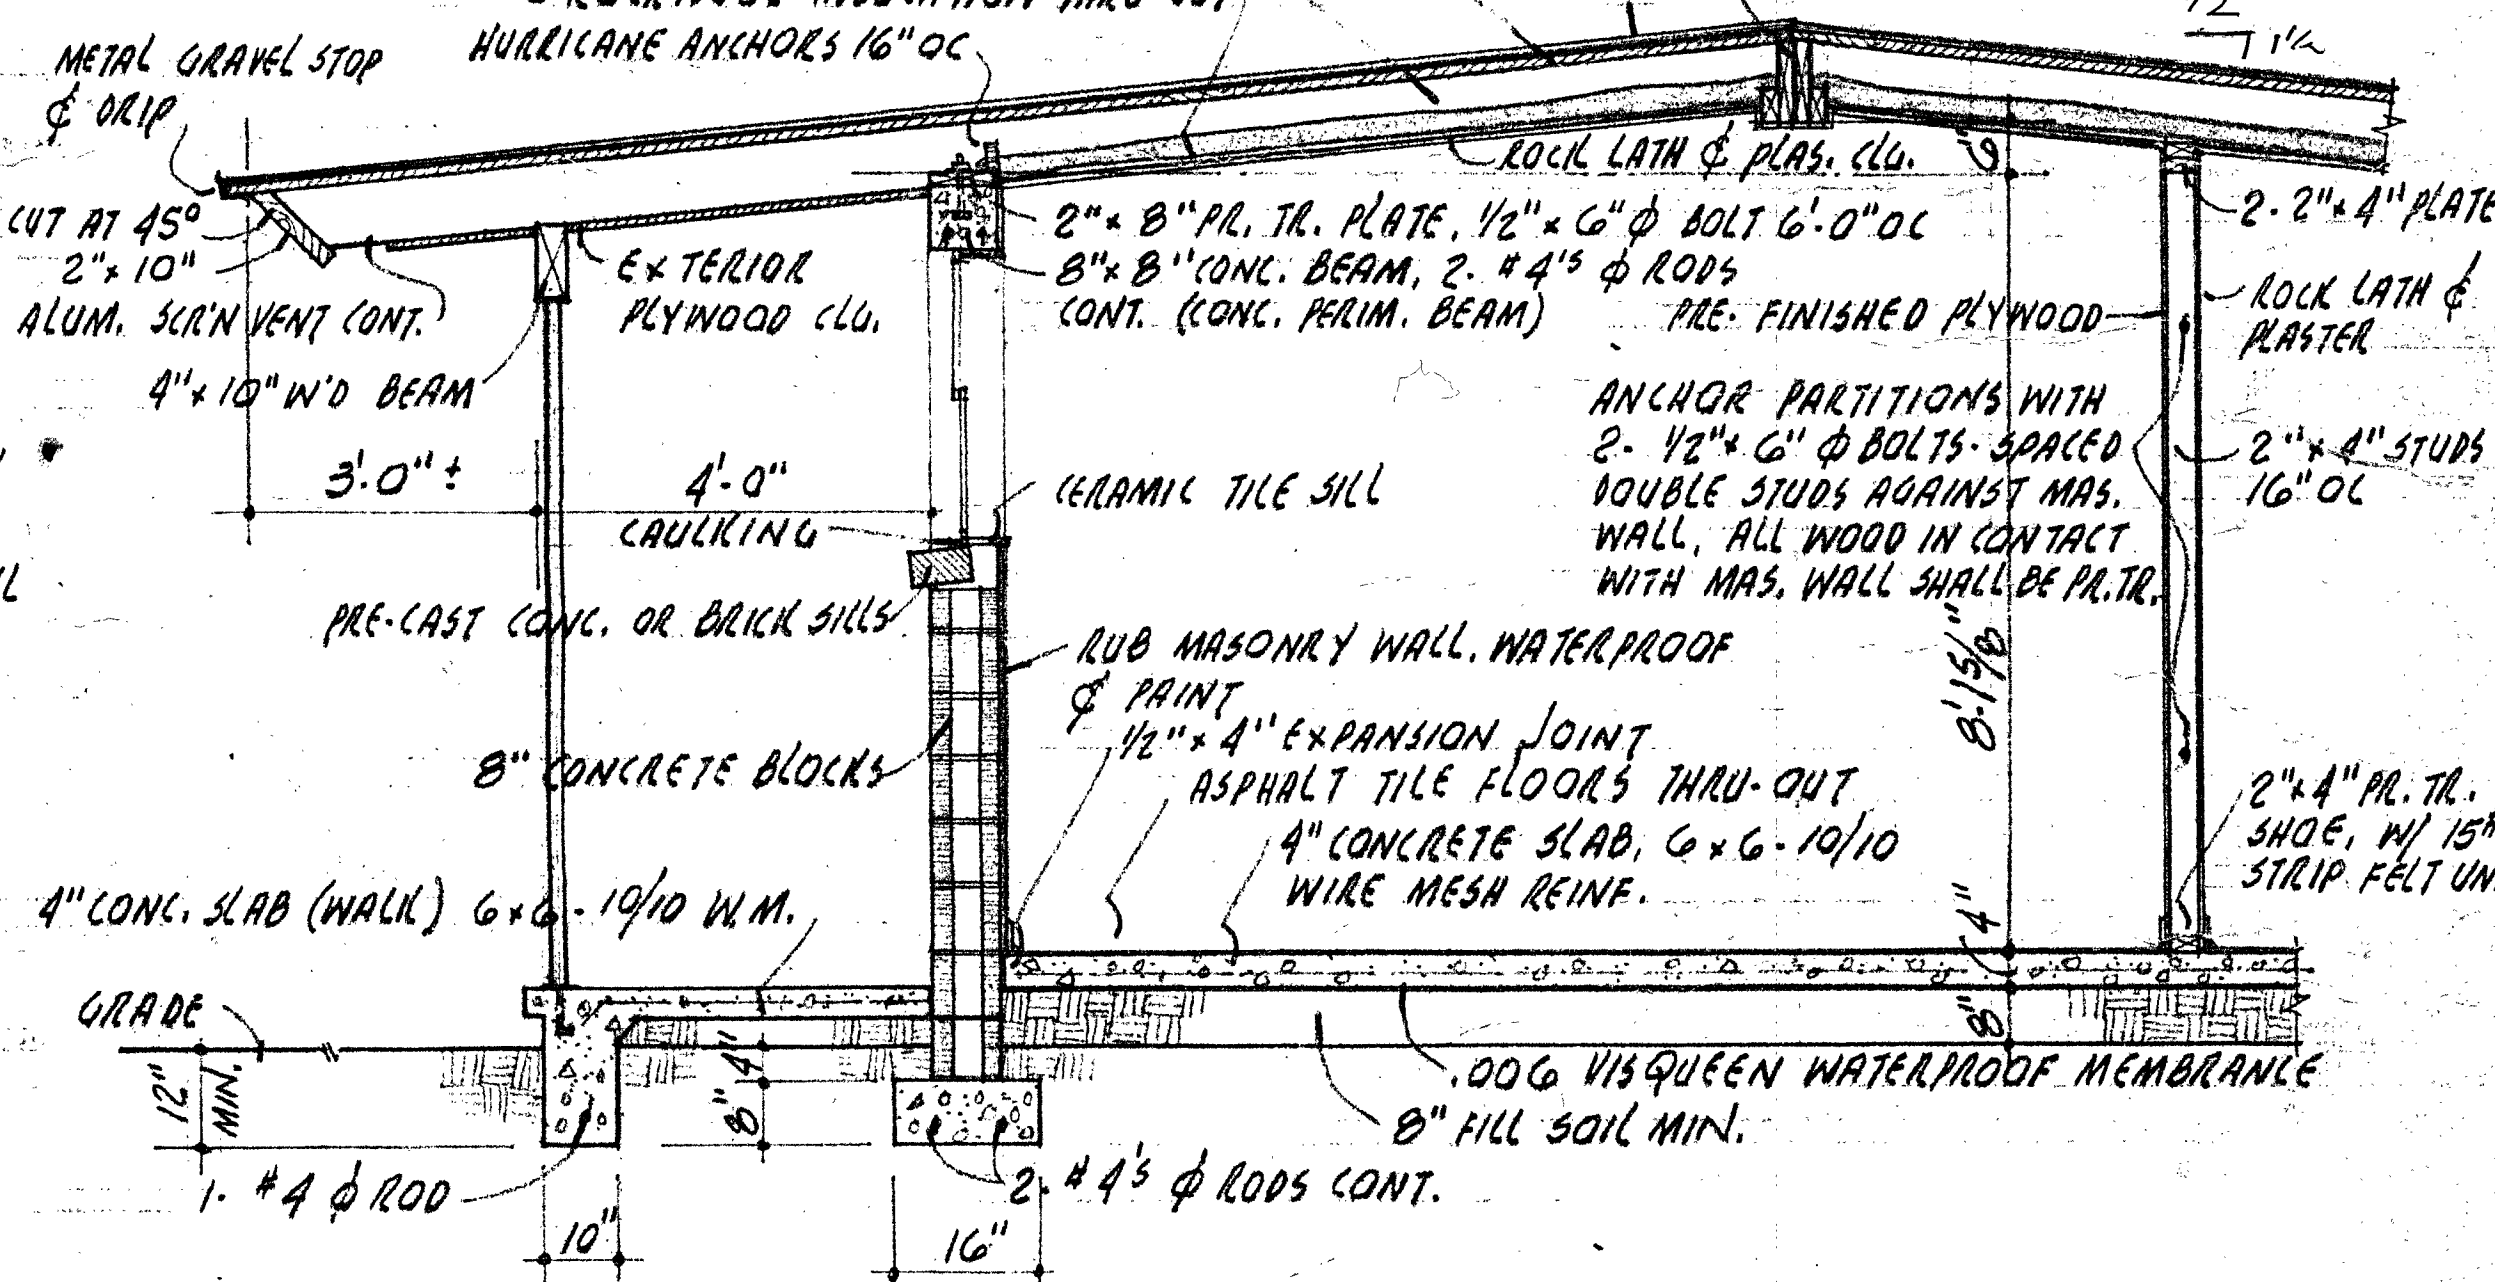 HURRICANE ANCHORS 16" OC
METAL GRAVEL STOP
& DRIP
12
1½
CUT AT 45°
2"x 10"
ALUM. SCR'N VENT CONT.
4"x 10" W'D BEAM
EXTERIOR
PLYWOOD CLG.
ROCK LATH & PLAS. CLG.
6"
2"x 8" PR. TR. PLATE, 1/2"x 6" ϕ BOLT 6'-0" OC
8"x 8" CONC. BEAM, 2- #4'S ϕ RODS
CONT. (CONC. PERIM. BEAM)
2- 2"x 4" PLATE
PRE-FINISHED PLYWOOD
ROCK LATH &
PLASTER
ANCHOR PARTITIONS WITH
2- 1/2"x 6" ϕ BOLTS- SPACED
DOUBLE STUDS AGAINST MAS.
WALL, ALL WOOD IN CONTACT
WITH MAS. WALL SHALL BE PR.TR.
2"x 4" STUDS
16" OC
3'-0" ±
4'-0"
CAULKING
CERAMIC TILE SILL
PRE-CAST CONC. OR BRICK SILLS
RUB MASONRY WALL. WATERPROOF
& PAINT
8'-1 5/8"
1/2"x 4" EXPANSION JOINT
8" CONCRETE BLOCKS
ASPHALT TILE FLOORS THRU-OUT
4" CONCRETE SLAB, 6x6-10/10
WIRE MESH REINF.
2"x4" PR. TR.
SHOE, W/ 15#
STRIP FELT UN
4" CONC. SLAB (WALK) 6x6-10/10 W.M.
4"
GRADE
12"
MIN.
4"
8"
8"
.006 VISQUEEN WATERPROOF MEMBRANCE
8" FILL SOIL MIN.
1- #4 ϕ ROD
2- #4'S ϕ RODS CONT.
10"
16"